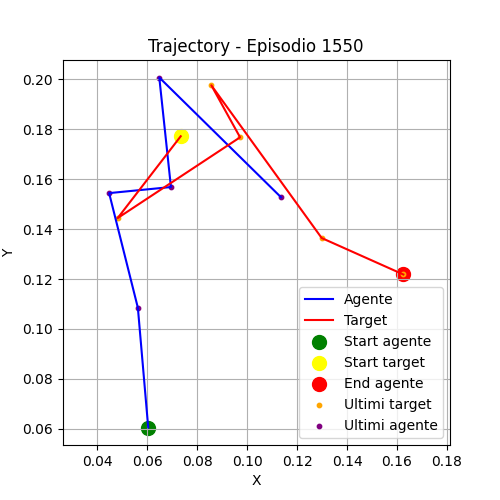 Trajectory - Episodio 1550
Y
0.20
0.18
0.16
0.14
0.12
0.10
0.08
0.06
Agente
Target
Start agente
Start target
End agente
Ultimi target
Ultimi agente
0.04 0.06 0.08 0.10 0.12 0.14 0.16 0.18
X